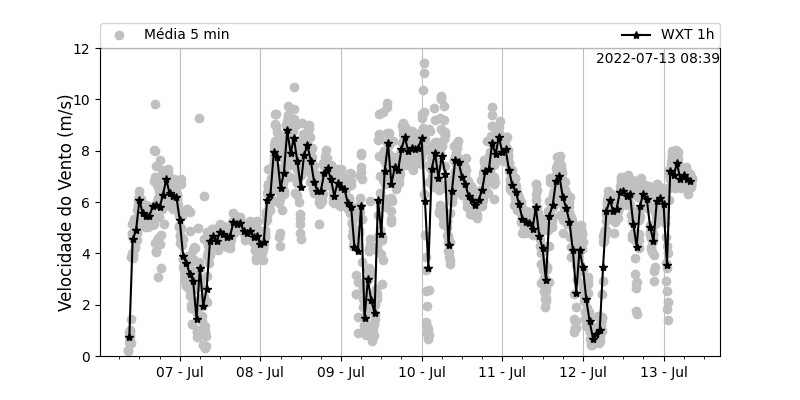 Média 5 min
WXT 1h
2022-07-13 08:39
Velocidade do Vento (m/s)
12
10
8
6
4
2
0
07 - Jul
08 - Jul
09 - Jul
10 - Jul
11 - Jul
12 - Jul
13 - Jul